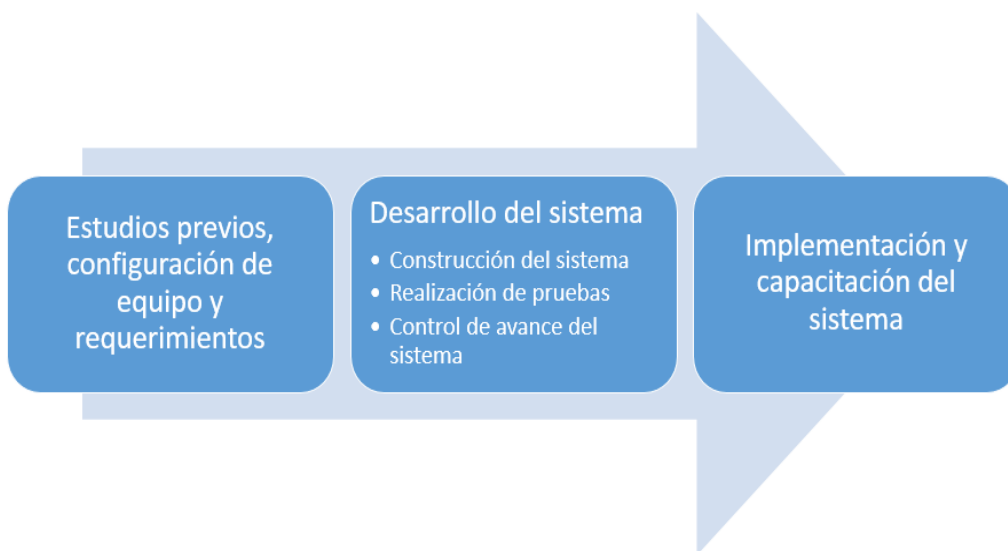 Estudios previos,
configuración de
equipo y
requerimientos
Desarrollo del sistema
• Construcción del sistema
• Realización de pruebas
• Control de avance del
sistema
Implementación y
capacitación del
sistema